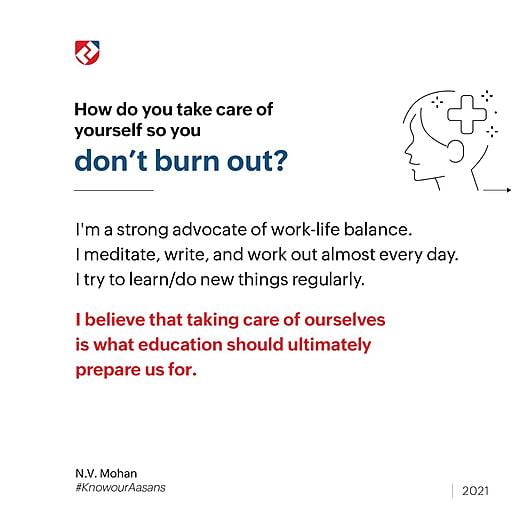 How do you take care of
yourself so you
don't burn out?
I'm a strong advocate of work-life balance.
I meditate, write, and work out almost every day.
I try to learn/do new things regularly.
I believe that taking care of ourselves
is what education should ultimately
prepare us for.
N.V. Mohan
#KnowourAasans
2021